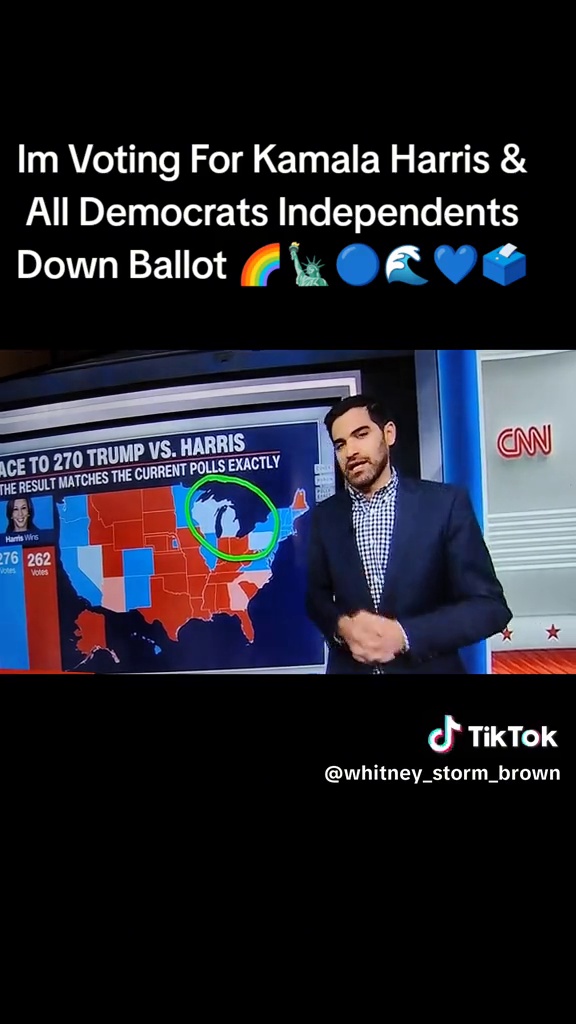 Im Voting For Kamala Harris &
All Democrats Independents
Down Ballot 🌈🗽🔵🌊💙🗳️
ACE TO 270 TRUMP VS. HARRIS
THE RESULT MATCHES THE CURRENT POLLS EXACTLY
CNN
Harris Wins
276 262
Votes Votes
TikTok
@whitney_storm_brown